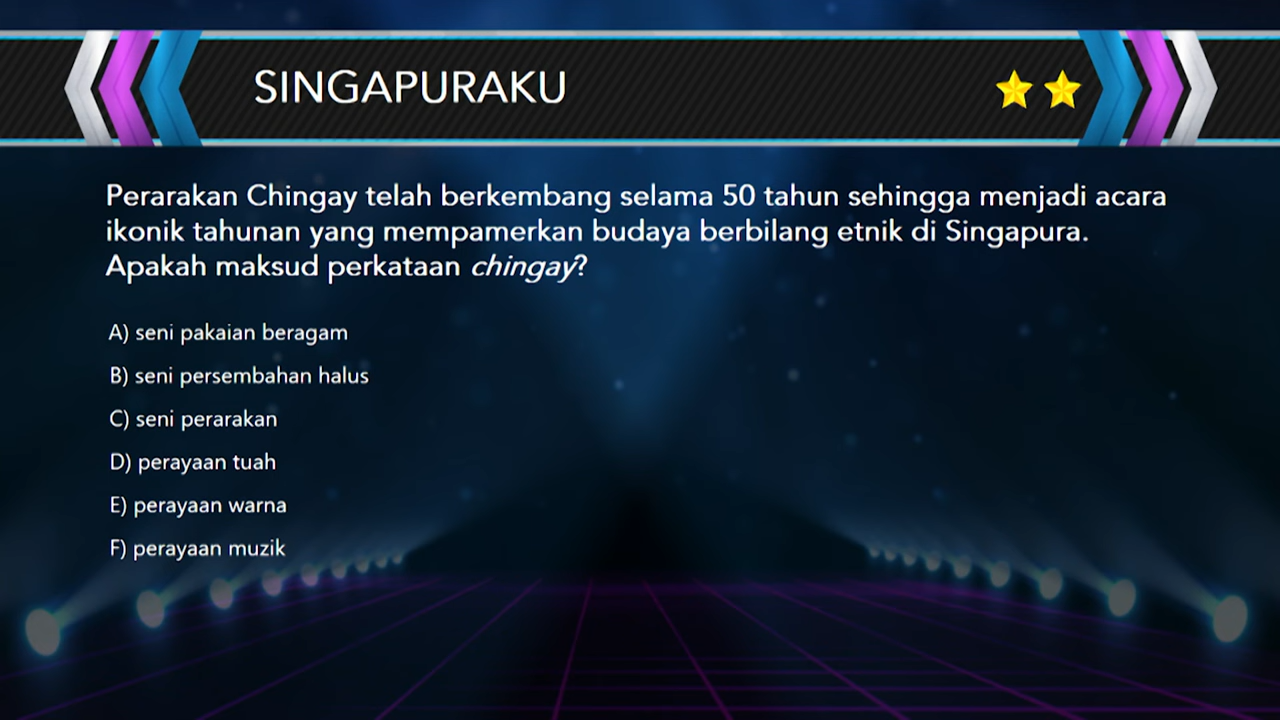 SINGAPURAKU
Perarakan Chingay telah berkembang selama 50 tahun sehingga menjadi acara
ikonik tahunan yang mempamerkan budaya berbilang etnik di Singapura.
Apakah maksud perkataan chingay?
A) seni pakaian beragam
B) seni persembahan halus
C) seni perarakan
D) perayaan tuah
E) perayaan warna
F) perayaan muzik